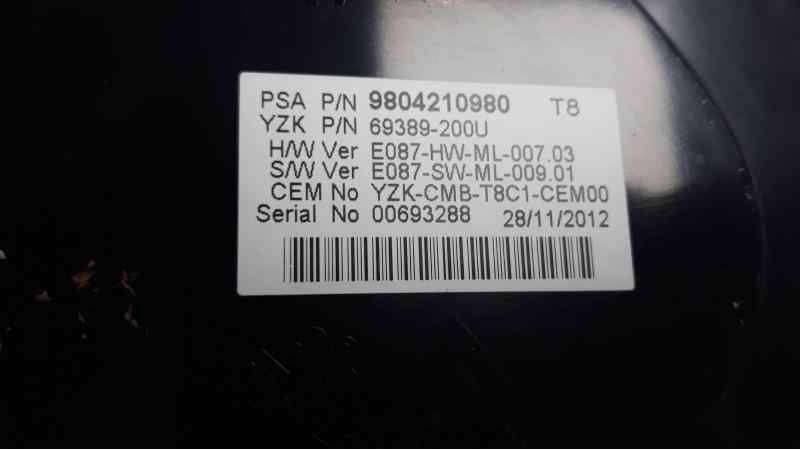 PSA P/N 9804210980 T8
YZK P/N 69389-200U
H/W Ver E087-HW-ML-007.03
S/W Ver E087-SW-ML-009.01
CEM No YZK-CMB-T8C1-CEM00
Serial No 00693288 28/11/2012